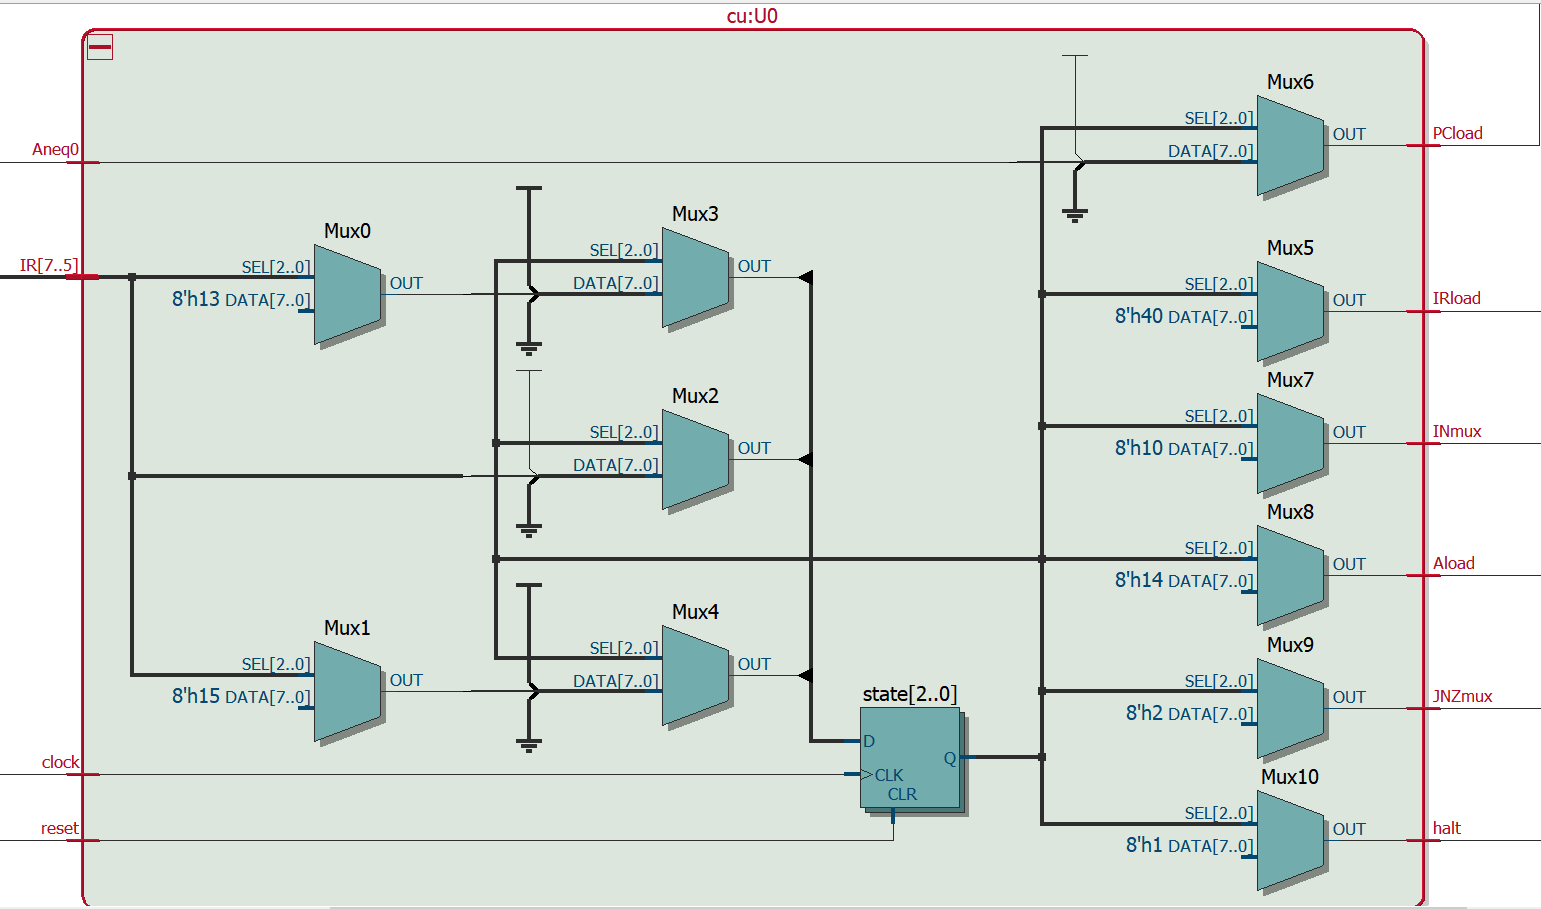 cu:U0
Mux6
SEL[2..0]
OUT
PCload
DATA[7..0]
Aneq0
Mux3
Mux0
SEL[2..0]
OUT
DATA[7..0]
Mux5
IR[7..5]
SEL[2..0]
OUT
8'h13 DATA[7..0]
SEL[2..0]
OUT
IRload
8'h40 DATA[7..0]
Mux2
SEL[2..0]
OUT
DATA[7..0]
Mux7
SEL[2..0]
OUT
INmux
8'h10 DATA[7..0]
Mux8
SEL[2..0]
OUT
Aload
8'h14 DATA[7..0]
Mux1
SEL[2..0]
OUT
8'h15 DATA[7..0]
Mux4
SEL[2..0]
OUT
DATA[7..0]
Mux9
SEL[2..0]
OUT
JNZmux
8'h2 DATA[7..0]
state[2..0]
D
Q
CLK
CLR
clock
reset
Mux10
SEL[2..0]
OUT
halt
8'h1 DATA[7..0]